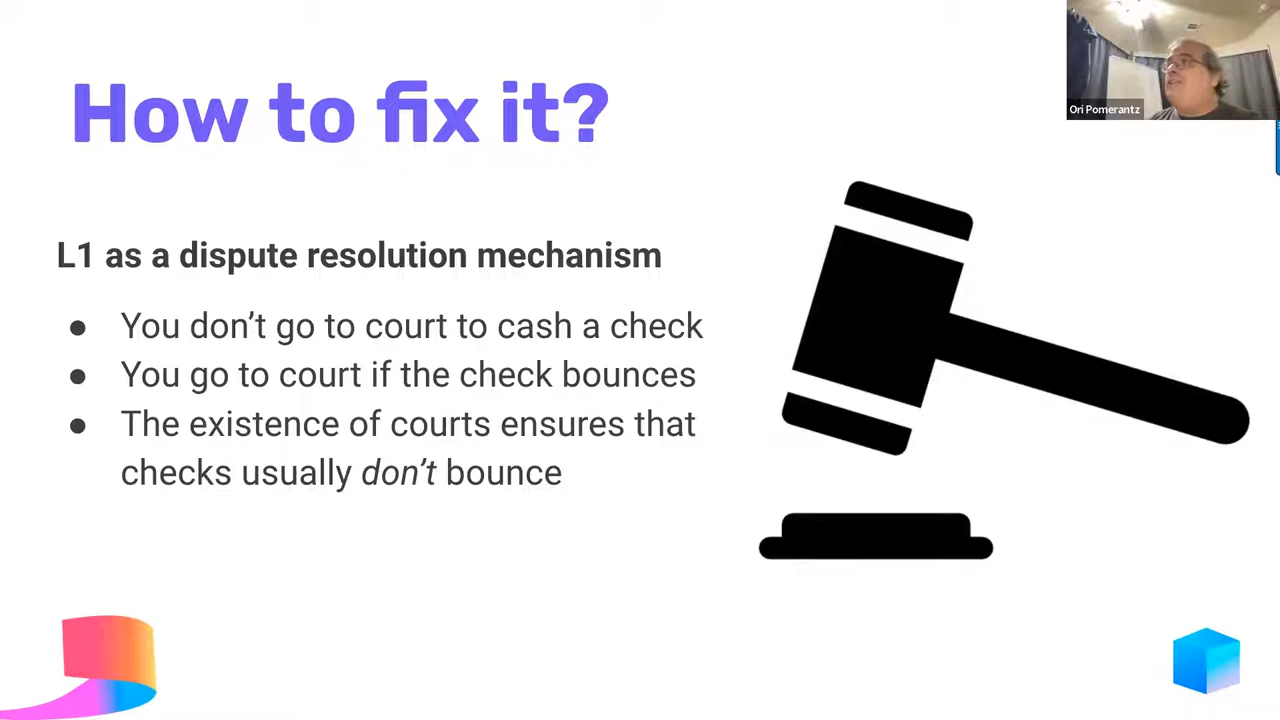 How to fix it?
Ori Pomerantz
L1 as a dispute resolution mechanism
● You don’t go to court to cash a check
● You go to court if the check bounces
● The existence of courts ensures that
checks usually don’t bounce